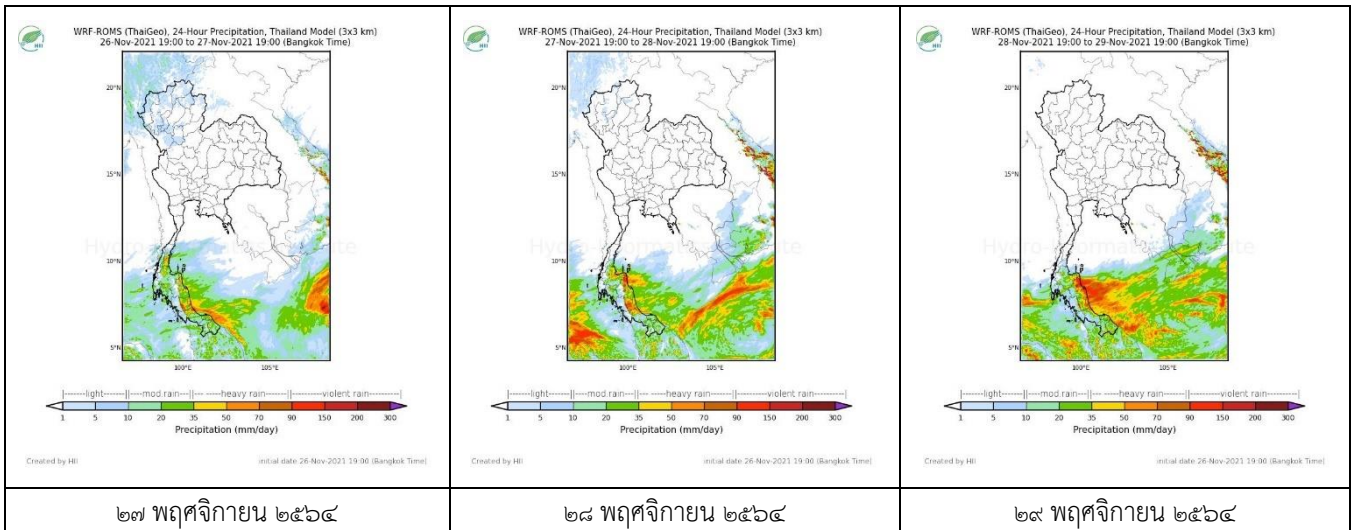 HII
WRF-ROMS (ThaiGeo), 24-Hour Precipitation, Thailand Model (3x3 km)
26-Nov-2021 19:00 to 27-Nov-2021 19:00 (Bangkok Time)
20°N
15°N
10°N
5°N
100°E 105°E
|-------light-------||----mod.rain---||--- ------heavy rain----||--------violent rain---------|
1 5 10 20 35 50 70 90 150 200 300
Precipitation (mm/day)
Created by HII
initial date 26-Nov-2021 19:00 (Bangkok Time)
๒๗ พฤศจิกายน ๒๕๖๔
HII
WRF-ROMS (ThaiGeo), 24-Hour Precipitation, Thailand Model (3x3 km)
27-Nov-2021 19:00 to 28-Nov-2021 19:00 (Bangkok Time)
20°N
15°N
10°N
5°N
100°E 105°E
|-------light-------||----mod.rain---||--- ------heavy rain----||--------violent rain---------|
1 5 10 20 35 50 70 90 150 200 300
Precipitation (mm/day)
Created by HII
initial date 26-Nov-2021 19:00 (Bangkok Time)
๒๘ พฤศจิกายน ๒๕๖๔
HII
WRF-ROMS (ThaiGeo), 24-Hour Precipitation, Thailand Model (3x3 km)
28-Nov-2021 19:00 to 29-Nov-2021 19:00 (Bangkok Time)
20°N
15°N
10°N
5°N
100°E 105°E
|-------light-------||----mod.rain---||--- ------heavy rain----||--------violent rain---------|
1 5 10 20 35 50 70 90 150 200 300
Precipitation (mm/day)
Created by HII
initial date 26-Nov-2021 19:00 (Bangkok Time)
๒๙ พฤศจิกายน ๒๕๖๔